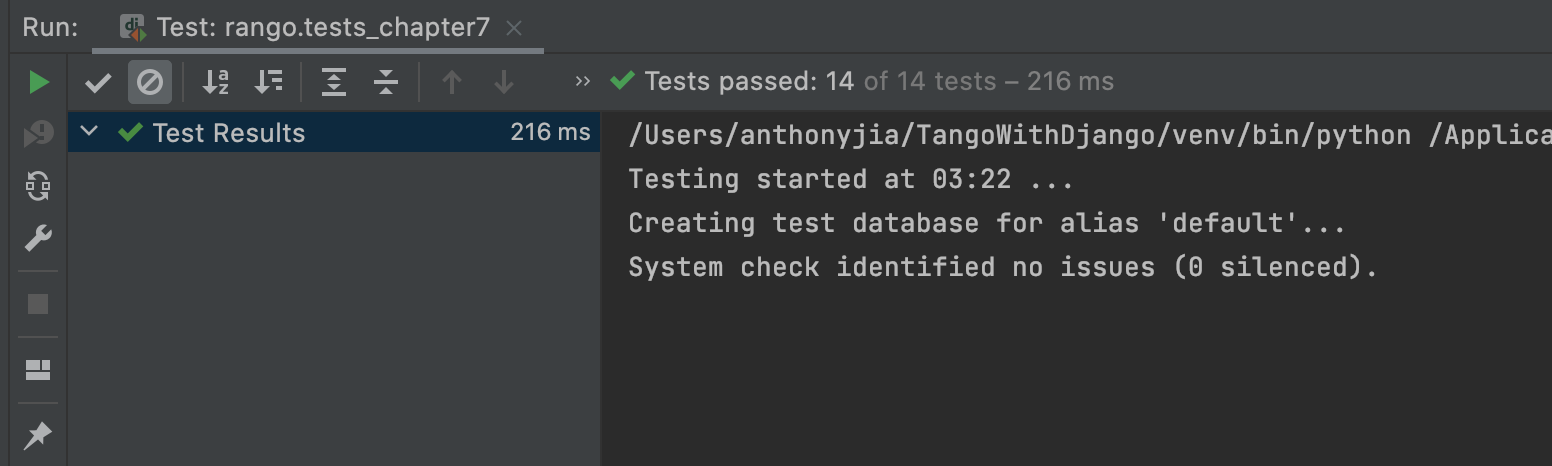 Run: dj Test: rango.tests_chapter7
Tests passed: 14 of 14 tests – 216 ms
Test Results 216 ms
/Users/anthonyjia/TangoWithDjango/venv/bin/python /Applica
Testing started at 03:22 ...
Creating test database for alias 'default'...
System check identified no issues (0 silenced).